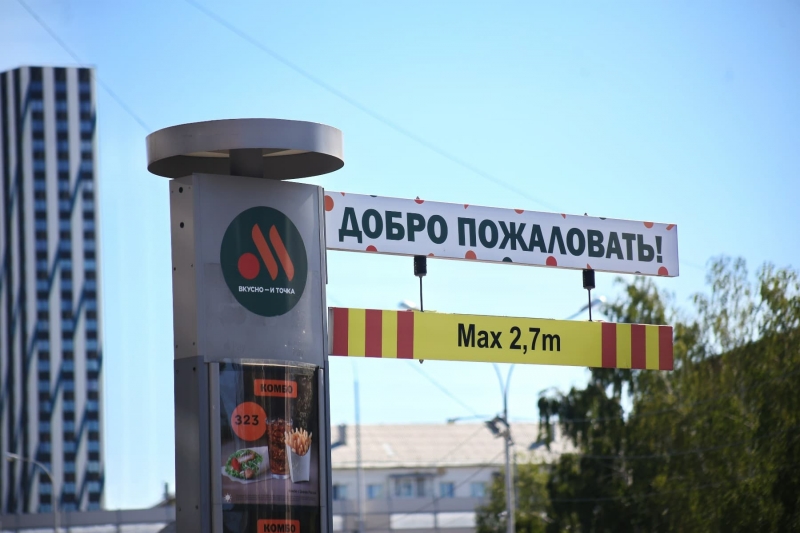 ДОБРО ПОЖАЛОВАТЬ!
ВКУСНО – И ТОЧКА
Max 2,7m
КОМБО
323
КОМБО